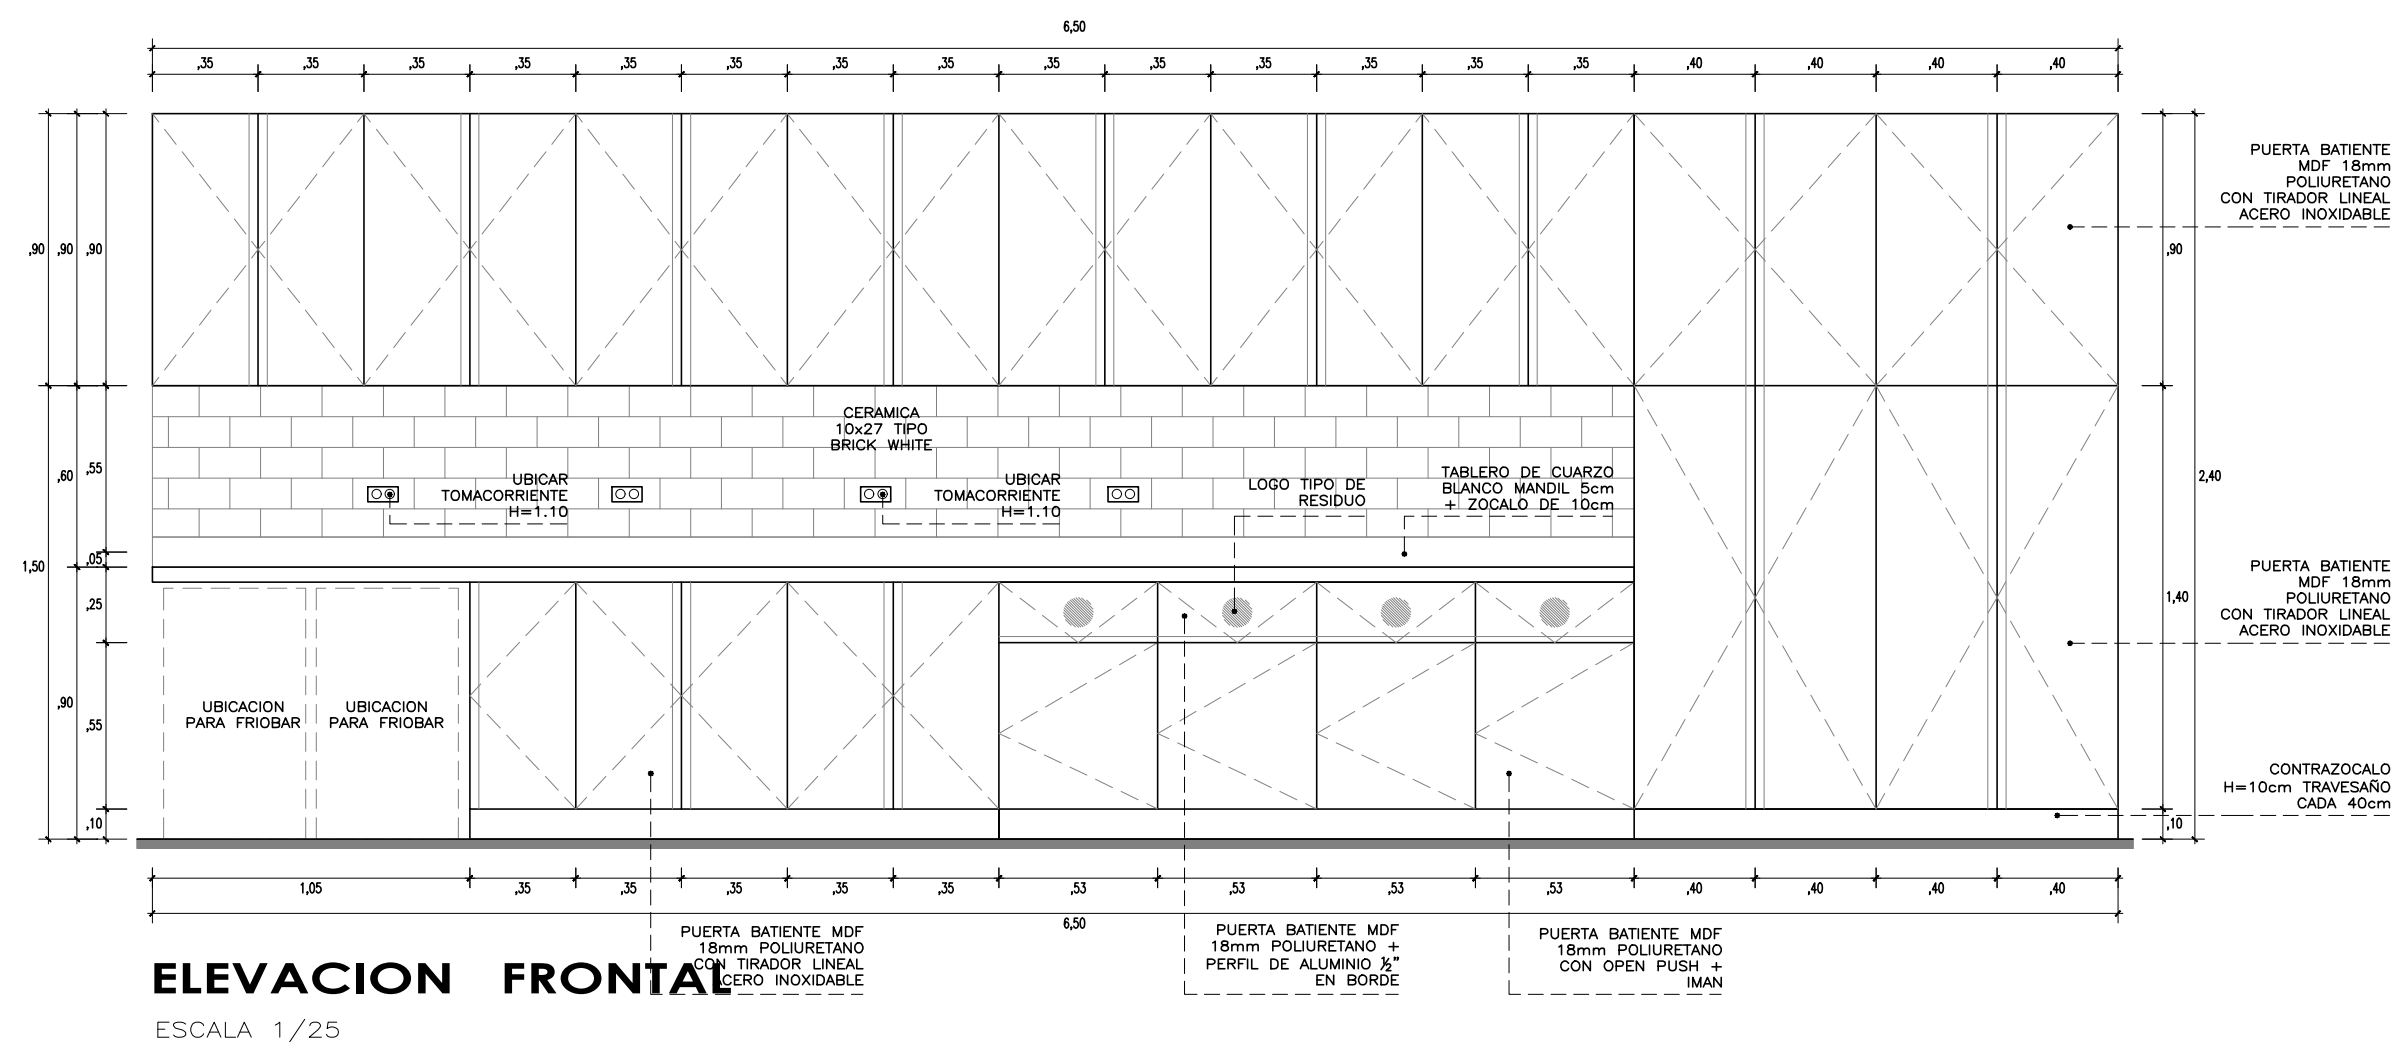 6,50
,35 ,35 ,35 ,35 ,35 ,35 ,35 ,35 ,35 ,35 ,35 ,35 ,35 ,35 ,40 ,40 ,40 ,40
PUERTA BATIENTE
MDF 18mm
POLIURETANO
CON TIRADOR LINEAL
ACERO INOXIDABLE
,90 ,90 ,90
,90
CERAMICA
10x27 TIPO
BRICK WHITE
,60 ,55
UBICAR
TOMACORRIENTE
H=1.10
UBICAR
TOMACORRIENTE
H=1.10
LOGO TIPO DE
RESIDUO
TABLERO DE CUARZO
BLANCO MANDIL 5cm
+ ZOCALO DE 10cm
2,40
,05
1,50
,25
1,40
PUERTA BATIENTE
MDF 18mm
POLIURETANO
CON TIRADOR LINEAL
ACERO INOXIDABLE
,90
,55
UBICACION
PARA FRIOBAR
UBICACION
PARA FRIOBAR
CONTRAZOCALO
H=10cm TRAVESAÑO
CADA 40cm
,10
,10
1,05 ,35 ,35 ,35 ,35 ,35 ,53 ,53 ,53 ,53 ,40 ,40 ,40 ,40
6,50
PUERTA BATIENTE MDF
18mm POLIURETANO
CON TIRADOR LINEAL
ACERO INOXIDABLE
PUERTA BATIENTE MDF
18mm POLIURETANO +
PERFIL DE ALUMINIO ½"
EN BORDE
PUERTA BATIENTE MDF
18mm POLIURETANO
CON OPEN PUSH +
IMAN
ELEVACION FRONTAL
ESCALA 1/25